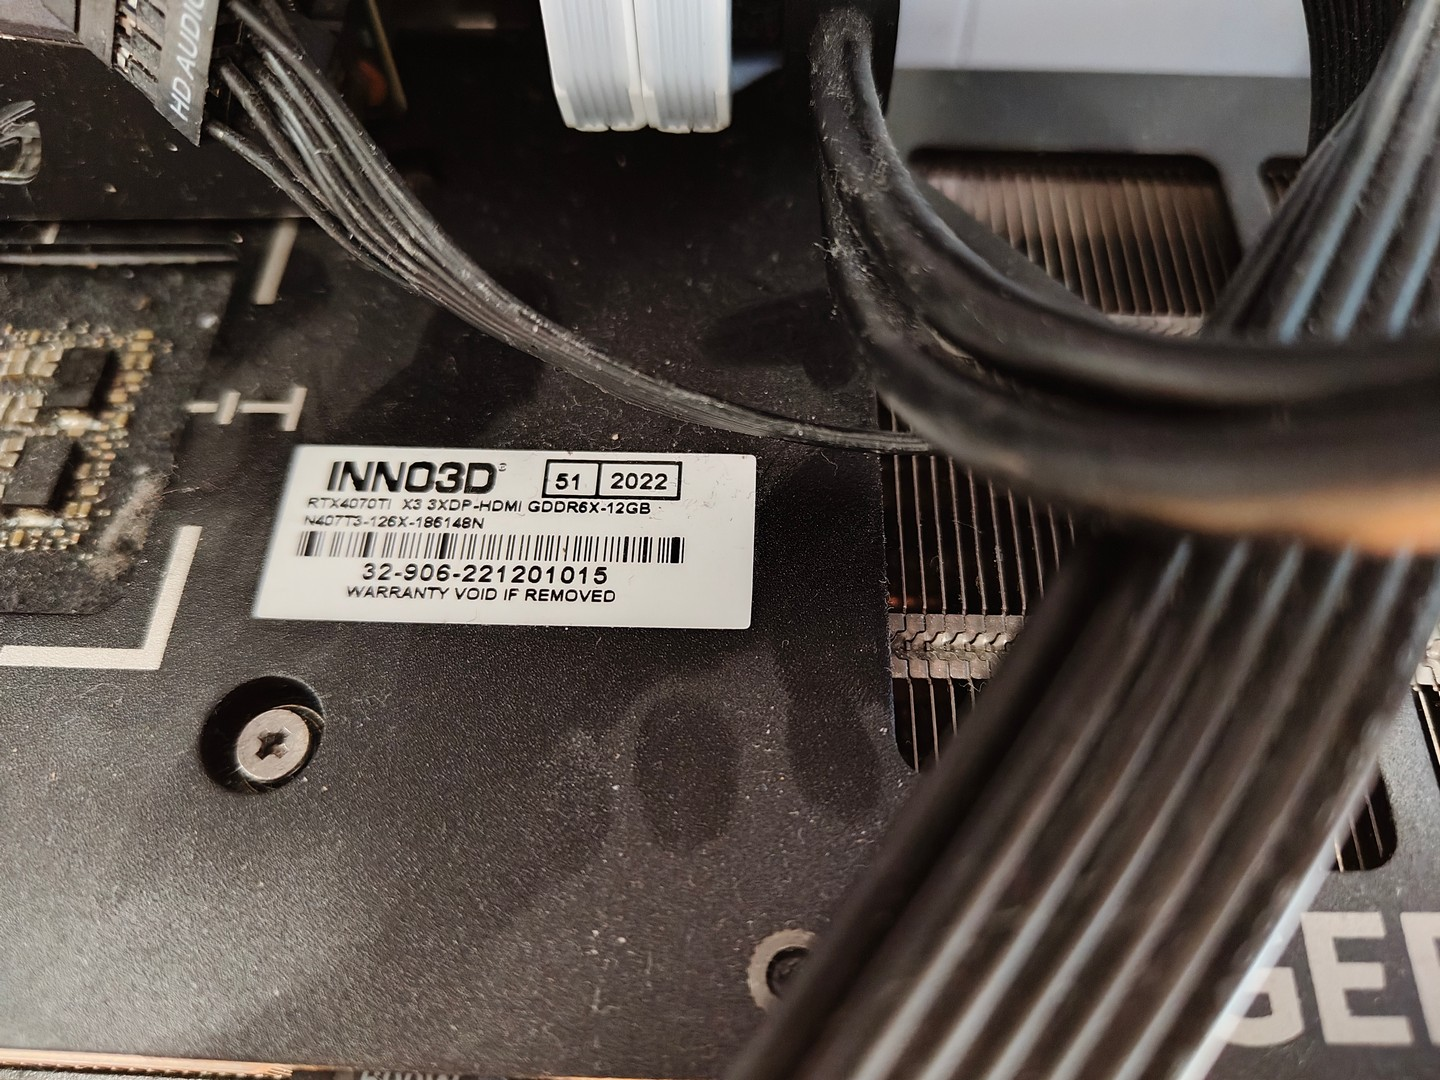 HD AUDIO
INNO3D®
51 2022
RTX4070TI X3 3XDP-HDMI GDDR6X-12GB
N407T3-126X-186148N
32-906-221201015
WARRANTY VOID IF REMOVED